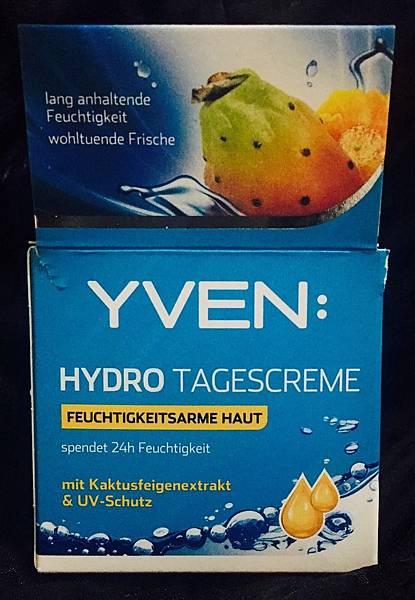 lang anhaltende
Feuchtigkeit
wohltuende Frische
YVEN:
HYDRO TAGESCREME
FEUCHTIGKEITSARME HAUT
spendet 24h Feuchtigkeit
mit Kaktusfeigenextrakt
& UV-Schutz